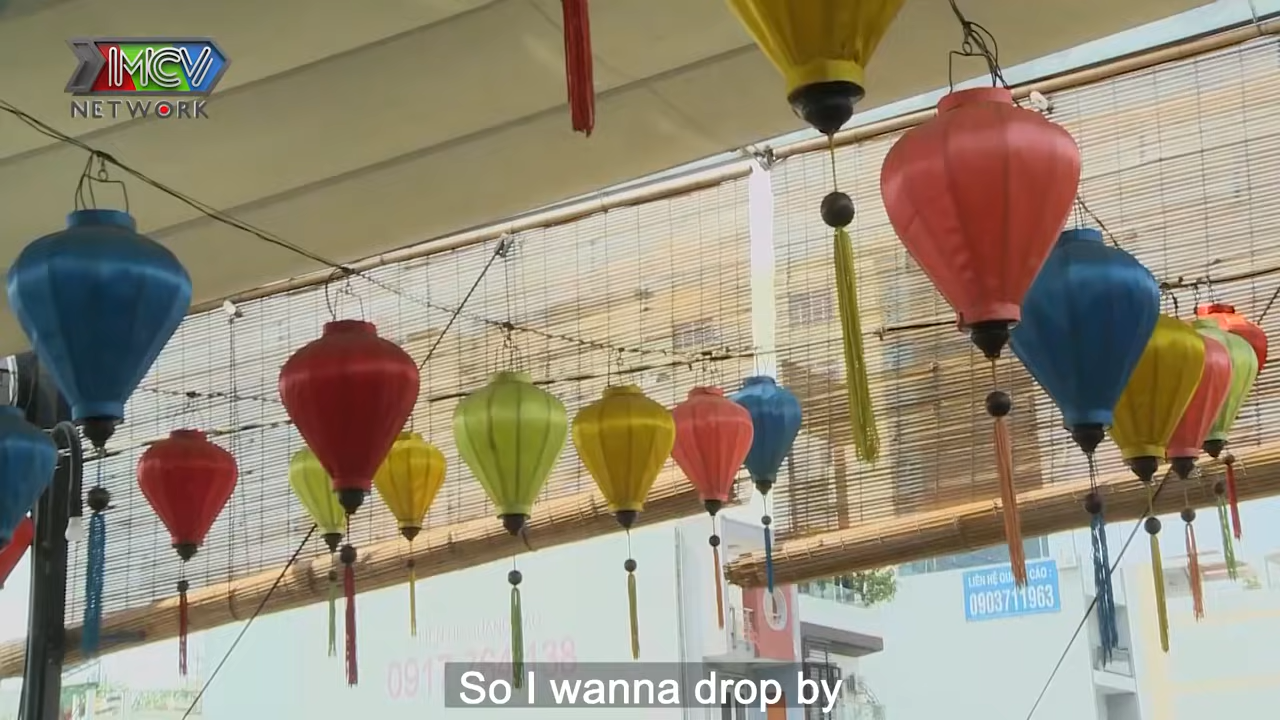 MCV
NETWORK
LIÊN HỆ QUẢNG CÁO :
0903711963
So I wanna drop by